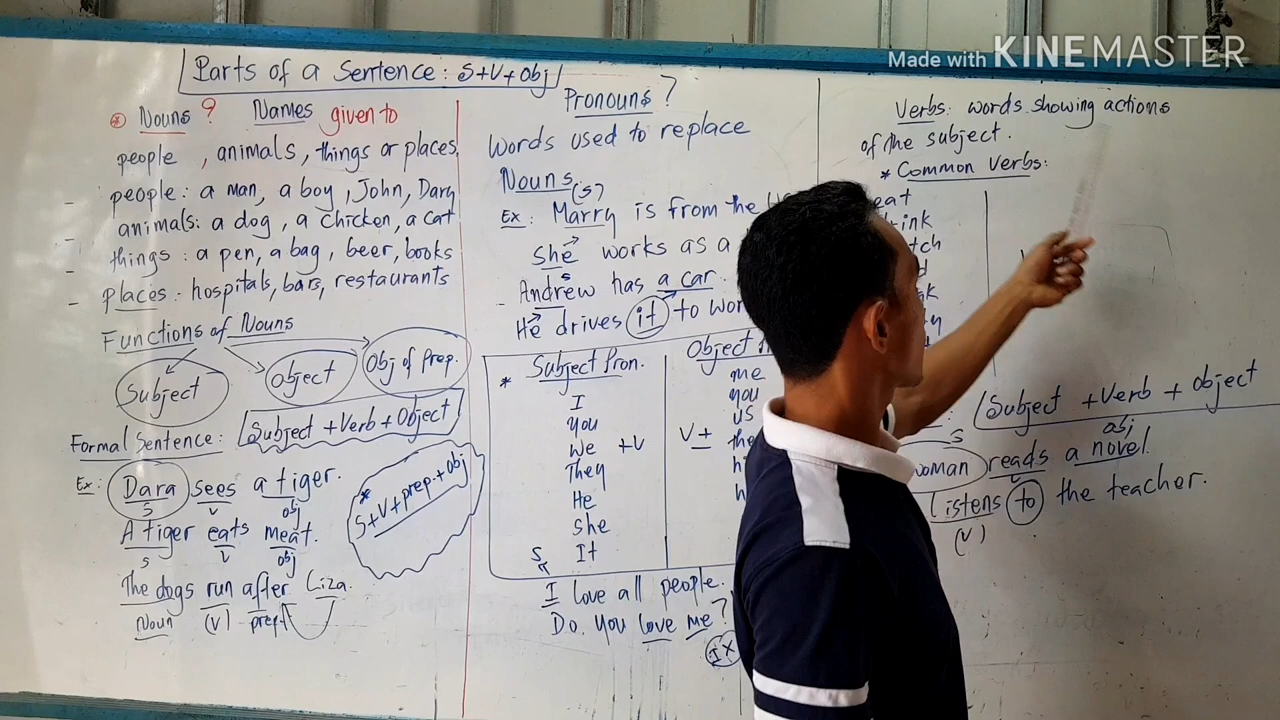 Made with KINEMASTER
Parts of a Sentence: S+V+Obj
* Nouns ? Names given to
people, animals, things or places
- people: a man, a boy, John, Dara
- animals: a dog, a chicken, a cat
- things: a pen, a bag, beer, books
- places: hospitals, bars, restaurants
Functions of Nouns
Subject Object Obj of Prep.
Formal Sentence: Subject + Verb + Object
Ex: Dara sees a tiger.
S V obj
A tiger eats meat.
S V obj
* S+V+prep.+obj
The dogs run after Liza.
Noun (V) prep.
Pronouns ?
Words used to replace
Nouns
(S)
Ex: Marry is from the
She works as a
S
- Andrew has a car.
He drives it to
Subject Pron.
*
I
You
We +V
They
He
She
S It
Object
me
you
us
V+
I love all people.
Do you love me ?
I X
Verbs: words showing actions
of the subject.
* Common Verbs:
eat
Subject + Verb + Object
S V obj
woman reads a novel.
listens to the teacher.
(V)